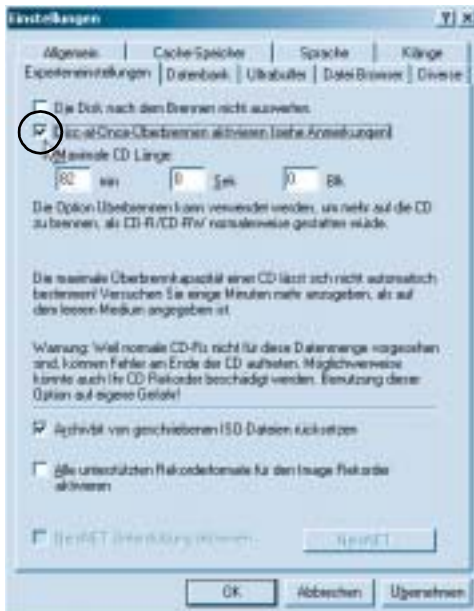 Einstellungen
Allgemein Cache-Speicher Sprache Klänge
Experteneinstellungen Datenbank Ultrabuffer Datei Browser Diverse
Die Disk nach dem Brennen nicht auswerfen
Disc-at-Once-Überbrennen aktivieren (siehe Anmerkungen)
Maximale CD Länge:
82 min 0 Sek 0 Blk
Die Option Überbrennen kann verwendet werden, um mehr auf die CD
zu brennen, als CD-R/CD-RW normalerweise gestatten würde.
Die maximale Überbrennkapazität einer CD lässt sich nicht automatisch
bestimmen! Versuchen Sie einige Minuten mehr anzugeben, als auf
dem leeren Medium angegeben ist.
Warnung: Weil normale CD-Rs nicht für diese Datenmenge vorgesehen
sind, können Fehler am Ende der CD auftreten. Möglicherweise
könnte auch Ihr CD Rekorder beschädigt werden. Benutzung dieser
Option auf eigene Gefahr!
Archivbit von geschriebenen ISO Dateien rücksetzen
Alle unterstützten Rekorderformate für den Image Rekorder
aktivieren
NeroNET Unterstützung aktivieren NeroNET
OK Abbrechen Übernehmen